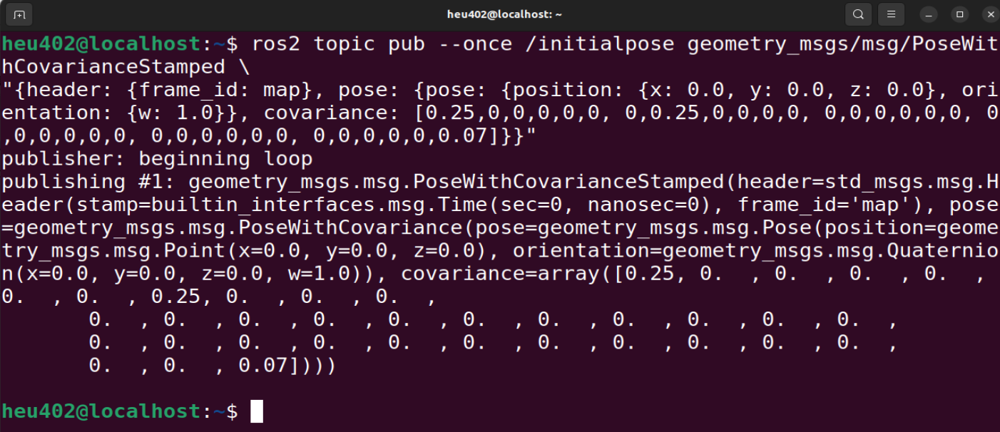 heu402@localhost: ~
heu402@localhost:~$ ros2 topic pub --once /initialpose geometry_msgs/msg/PoseWit
hCovarianceStamped \
"{header: {frame_id: map}, pose: {pose: {position: {x: 0.0, y: 0.0, z: 0.0}, ori
entation: {w: 1.0}}, covariance: [0.25,0,0,0,0,0, 0,0.25,0,0,0,0, 0,0,0,0,0,0, 0
,0,0,0,0,0, 0,0,0,0,0,0, 0,0,0,0,0,0.07]}}"
publisher: beginning loop
publishing #1: geometry_msgs.msg.PoseWithCovarianceStamped(header=std_msgs.msg.H
eader(stamp=builtin_interfaces.msg.Time(sec=0, nanosec=0), frame_id='map'), pose
=geometry_msgs.msg.PoseWithCovariance(pose=geometry_msgs.msg.Pose(position=geome
try_msgs.msg.Point(x=0.0, y=0.0, z=0.0), orientation=geometry_msgs.msg.Quaternio
n(x=0.0, y=0.0, z=0.0, w=1.0)), covariance=array([0.25, 0.  , 0.  , 0.  , 0.  ,
0.  , 0.  , 0.25, 0.  , 0.  , 0.  ,
       0.  , 0.  , 0.  , 0.  , 0.  , 0.  , 0.  , 0.  , 0.  , 0.  , 0.  ,
       0.  , 0.  , 0.  , 0.  , 0.  , 0.  , 0.  , 0.  , 0.  , 0.  , 0.  ,
       0.  , 0.  , 0.07])))
heu402@localhost:~$